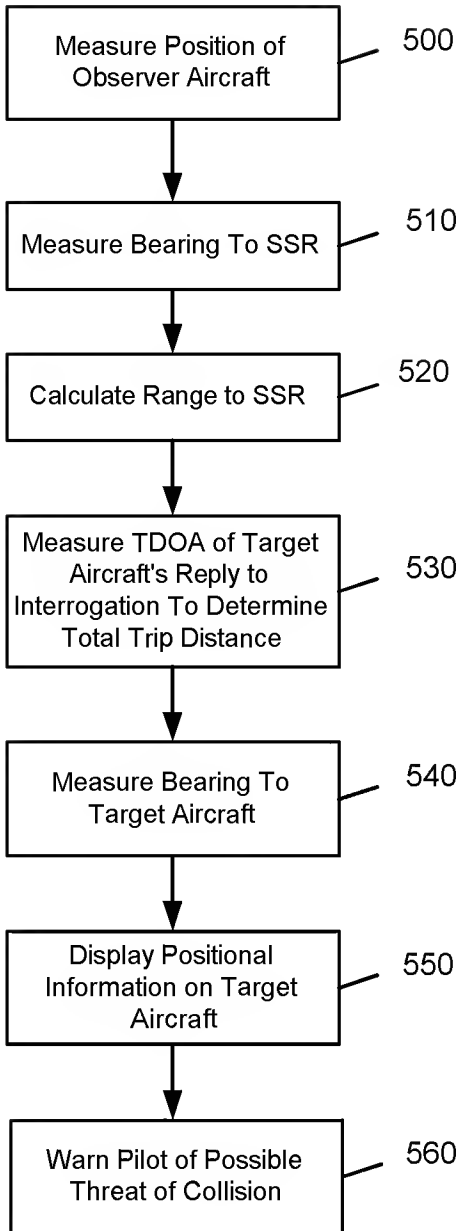 Measure Position of
Observer Aircraft
500
Measure Bearing To SSR
510
Calculate Range to SSR
520
Measure TDOA of Target
Aircraft's Reply to
Interrogation To Determine
Total Trip Distance
530
Measure Bearing To
Target Aircraft
540
Display Positional
Information on Target
Aircraft
550
Warn Pilot of Possible
Threat of Collision
560